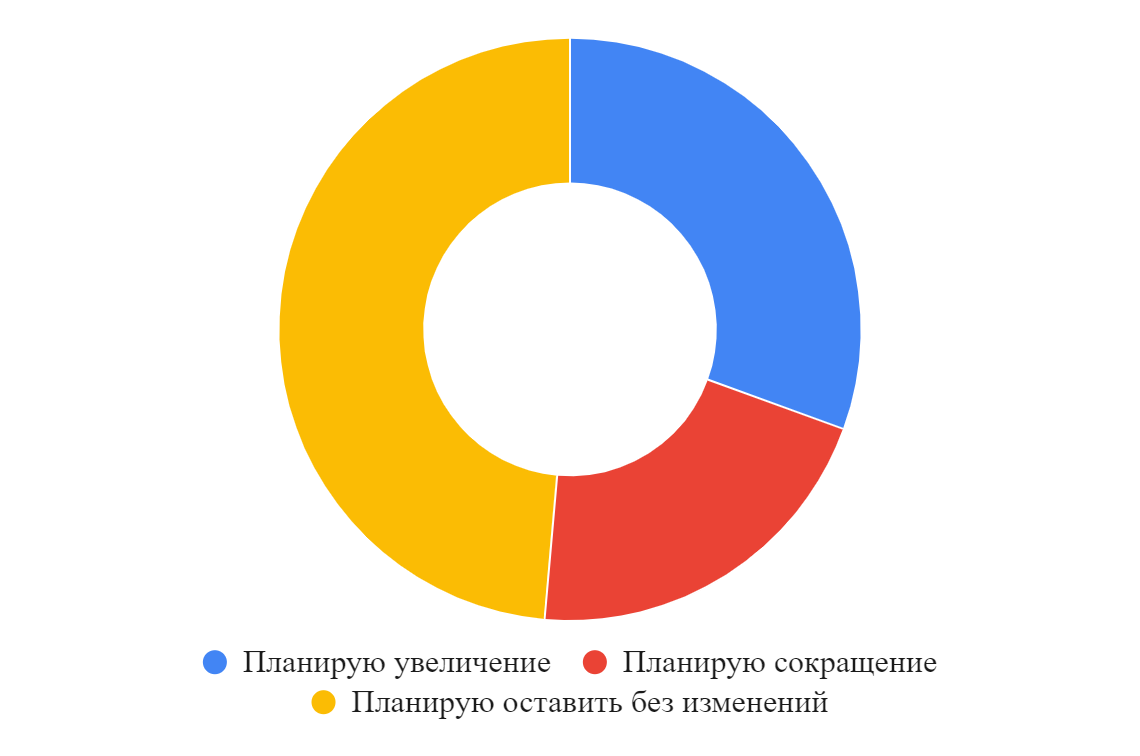 Планирую увеличение Планирую сокращение
Планирую оставить без изменений